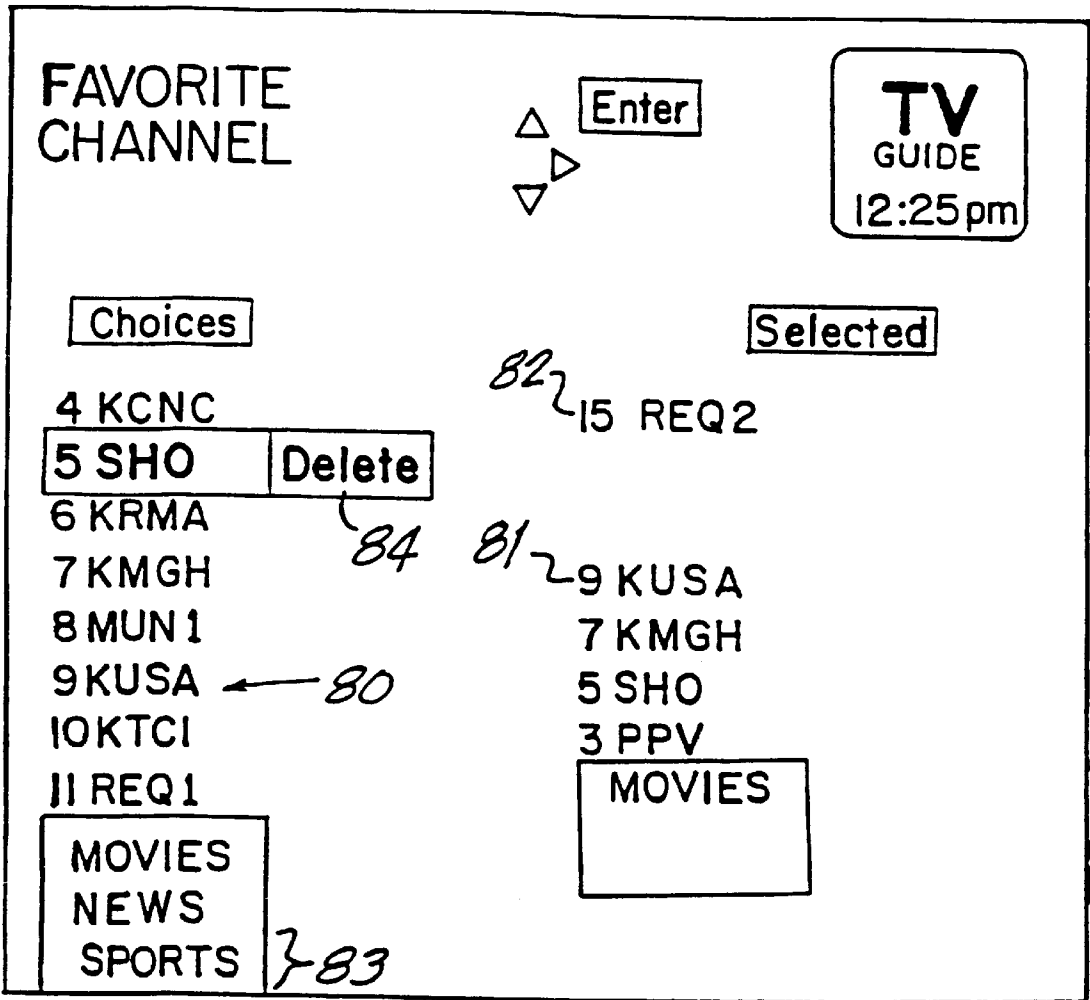 FAVORITE
CHANNEL
Enter
TV
GUIDE
12:25pm
Choices
Selected
4 KCNC
5 SHO Delete
6 KRMA
7 KMGH
8 MUN1
9 KUSA
10 KTCI
11 REQ1
MOVIES
NEWS
SPORTS
84
80
83
82
15 REQ2
81
9 KUSA
7 KMGH
5 SHO
3 PPV
MOVIES